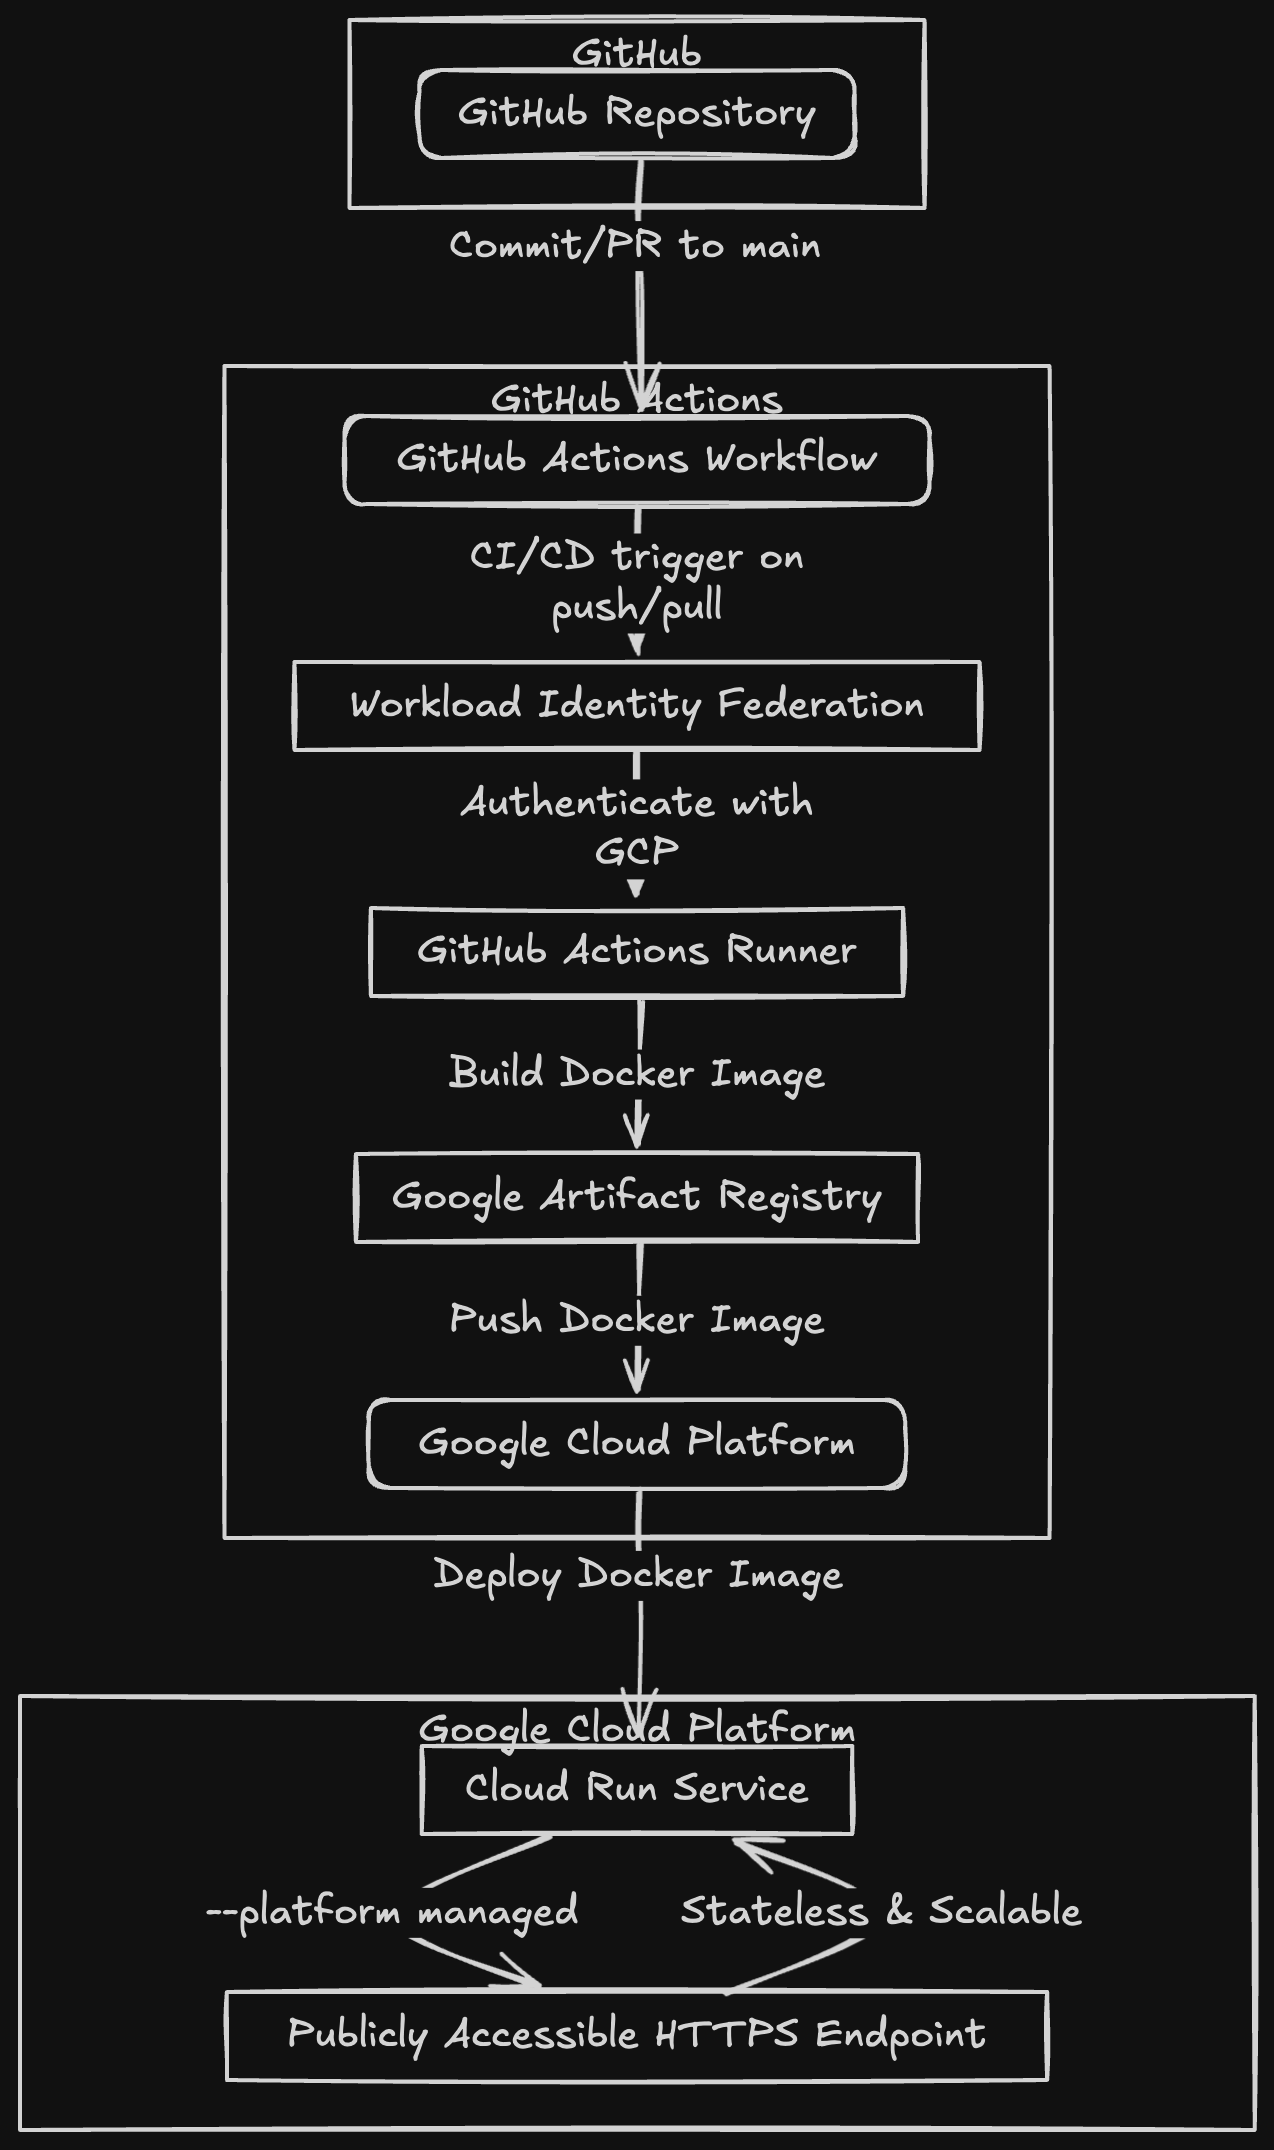 GitHub
GitHub Repository
Commit/PR to main
GitHub Actions
GitHub Actions Workflow
CI/CD trigger on
push/pull
Workload Identity Federation
Authenticate with
GCP
GitHub Actions Runner
Build Docker Image
Google Artifact Registry
Push Docker Image
Google Cloud Platform
Deploy Docker Image
Google Cloud Platform
Cloud Run Service
--platform managed
Stateless & Scalable
Publicly Accessible HTTPS Endpoint